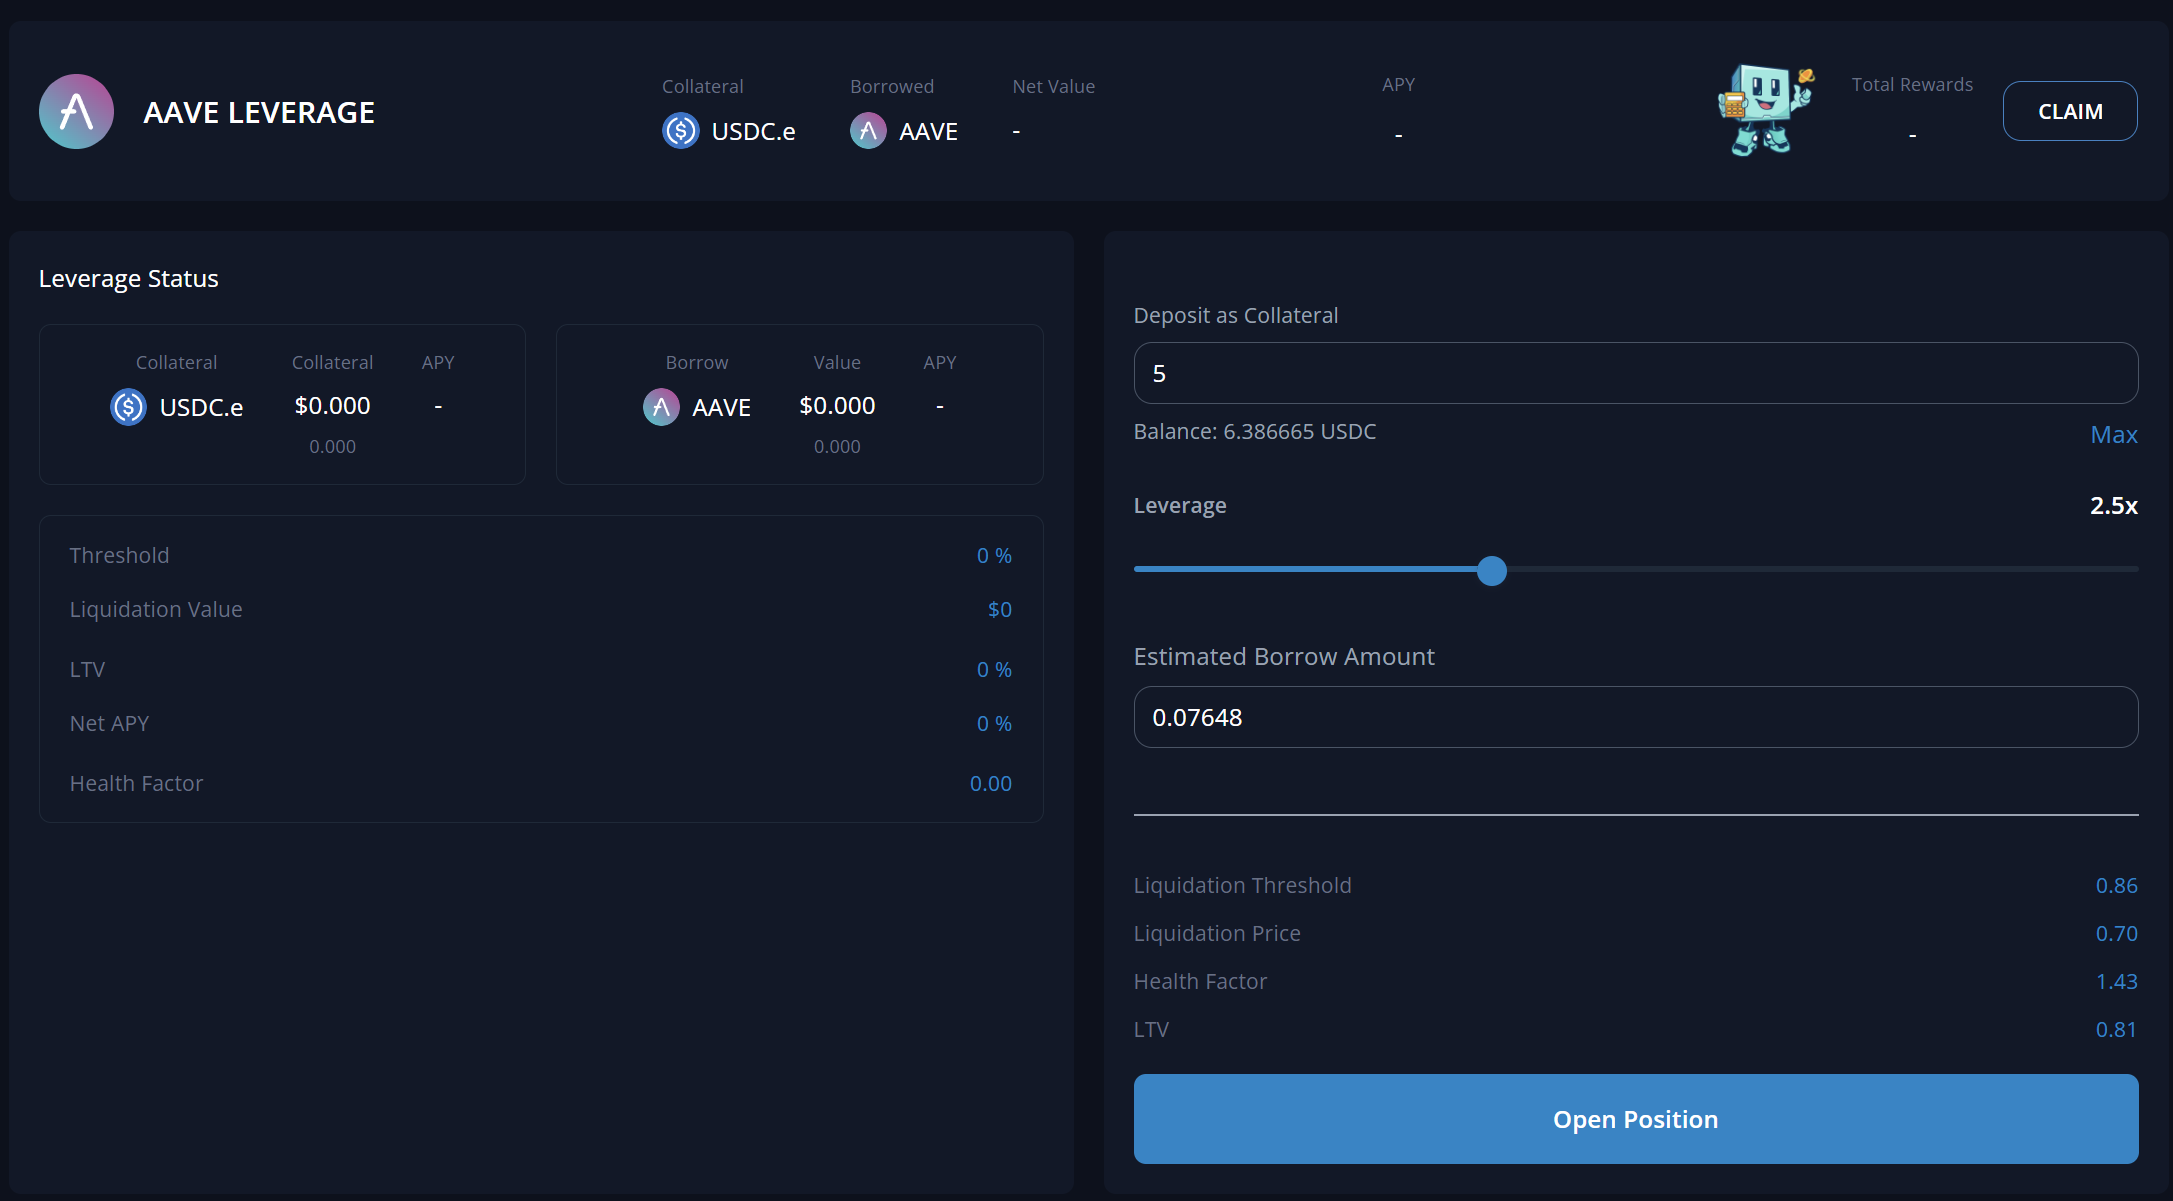 AAVE LEVERAGE
Collateral
USDC.e
Borrowed
AAVE
Net Value
-
APY
-
Total Rewards
-
CLAIM
Leverage Status
Collateral Collateral APY
USDC.e $0.000 -
0.000
Borrow Value APY
AAVE $0.000 -
0.000
Threshold 0 %
Liquidation Value $0
LTV 0 %
Net APY 0 %
Health Factor 0.00
Deposit as Collateral
5
Balance: 6.386665 USDC Max
Leverage 2.5x
Estimated Borrow Amount
0.07648
Liquidation Threshold 0.86
Liquidation Price 0.70
Health Factor 1.43
LTV 0.81
Open Position